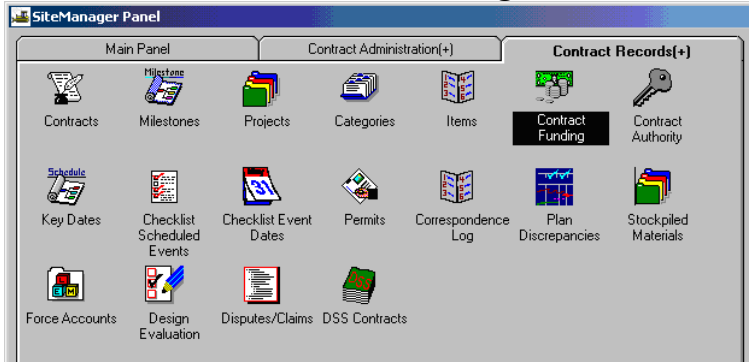 SiteManager Panel
Main Panel
Contract Administration(+)
Contract Records(+)
Milestone
Contracts
Milestones
Projects
Categories
Items
Contract
Funding
Contract
Authority
Schedule
May
31
Key Dates
Checklist
Scheduled
Events
Checklist Event
Dates
Permits
Correspondence
Log
Plan
Discrepancies
Stockpiled
Materials
Force Accounts
Design
Evaluation
Disputes/Claims
DSS Contracts